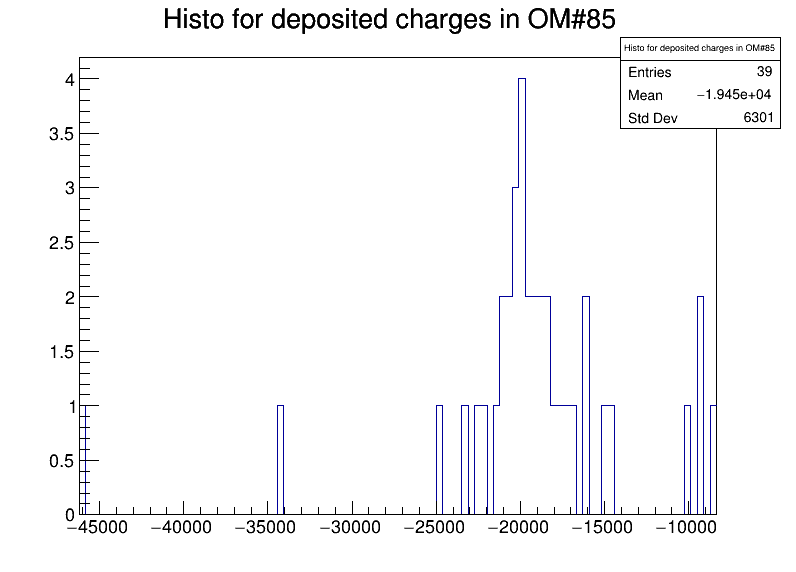 Histo for deposited charges in OM#85
Histo for deposited charges in OM#85
Entries 39
Mean −1.945e+04
Std Dev 6301
4
3.5
3
2.5
2
1.5
1
0.5
0
−45000 −40000 −35000 −30000 −25000 −20000 −15000 −10000